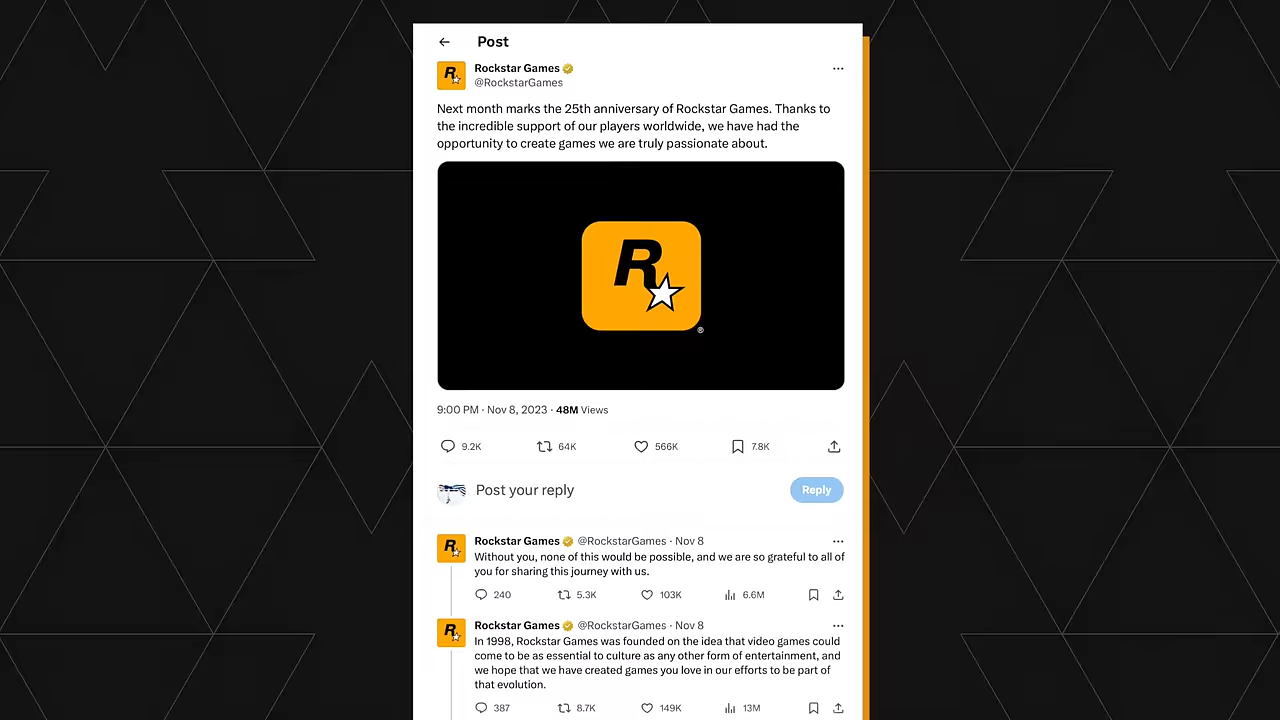 Post
Rockstar Games
@RockstarGames
Next month marks the 25th anniversary of Rockstar Games. Thanks to
the incredible support of our players worldwide, we have had the
opportunity to create games we are truly passionate about.
R
®
9:00 PM · Nov 8, 2023 · 48M Views
9.2K 64K 566K 7.8K
Post your reply Reply
Rockstar Games @RockstarGames · Nov 8
Without you, none of this would be possible, and we are so grateful to all of
you for sharing this journey with us.
240 5.3K 103K 6.6M
Rockstar Games @RockstarGames · Nov 8
In 1998, Rockstar Games was founded on the idea that video games could
come to be as essential to culture as any other form of entertainment, and
we hope that we have created games you love in our efforts to be part of
that evolution.
387 8.7K 149K 13M